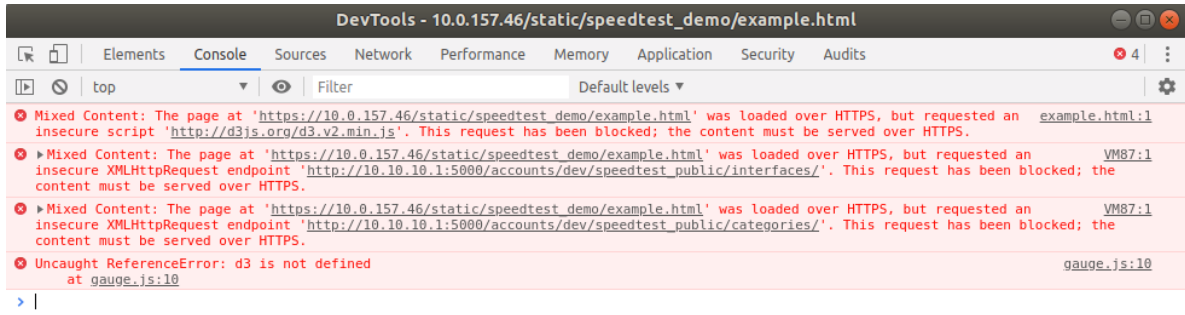 DevTools - 10.0.157.46/static/speedtest_demo/example.html
Elements Console Sources Network Performance Memory Application Security Audits 4
top Filter Default levels
Mixed Content: The page at 'https://10.0.157.46/static/speedtest_demo/example.html' was loaded over HTTPS, but requested an example.html:1
insecure script 'http://d3js.org/d3.v2.min.js'. This request has been blocked; the content must be served over HTTPS.
Mixed Content: The page at 'https://10.0.157.46/static/speedtest_demo/example.html' was loaded over HTTPS, but requested an VM87:1
insecure XMLHttpRequest endpoint 'http://10.10.10.1:5000/accounts/dev/speedtest_public/interfaces/'. This request has been blocked; the
content must be served over HTTPS.
Mixed Content: The page at 'https://10.0.157.46/static/speedtest_demo/example.html' was loaded over HTTPS, but requested an VM87:1
insecure XMLHttpRequest endpoint 'http://10.10.10.1:5000/accounts/dev/speedtest_public/categories/'. This request has been blocked; the
content must be served over HTTPS.
Uncaught ReferenceError: d3 is not defined gauge.js:10
at gauge.js:10